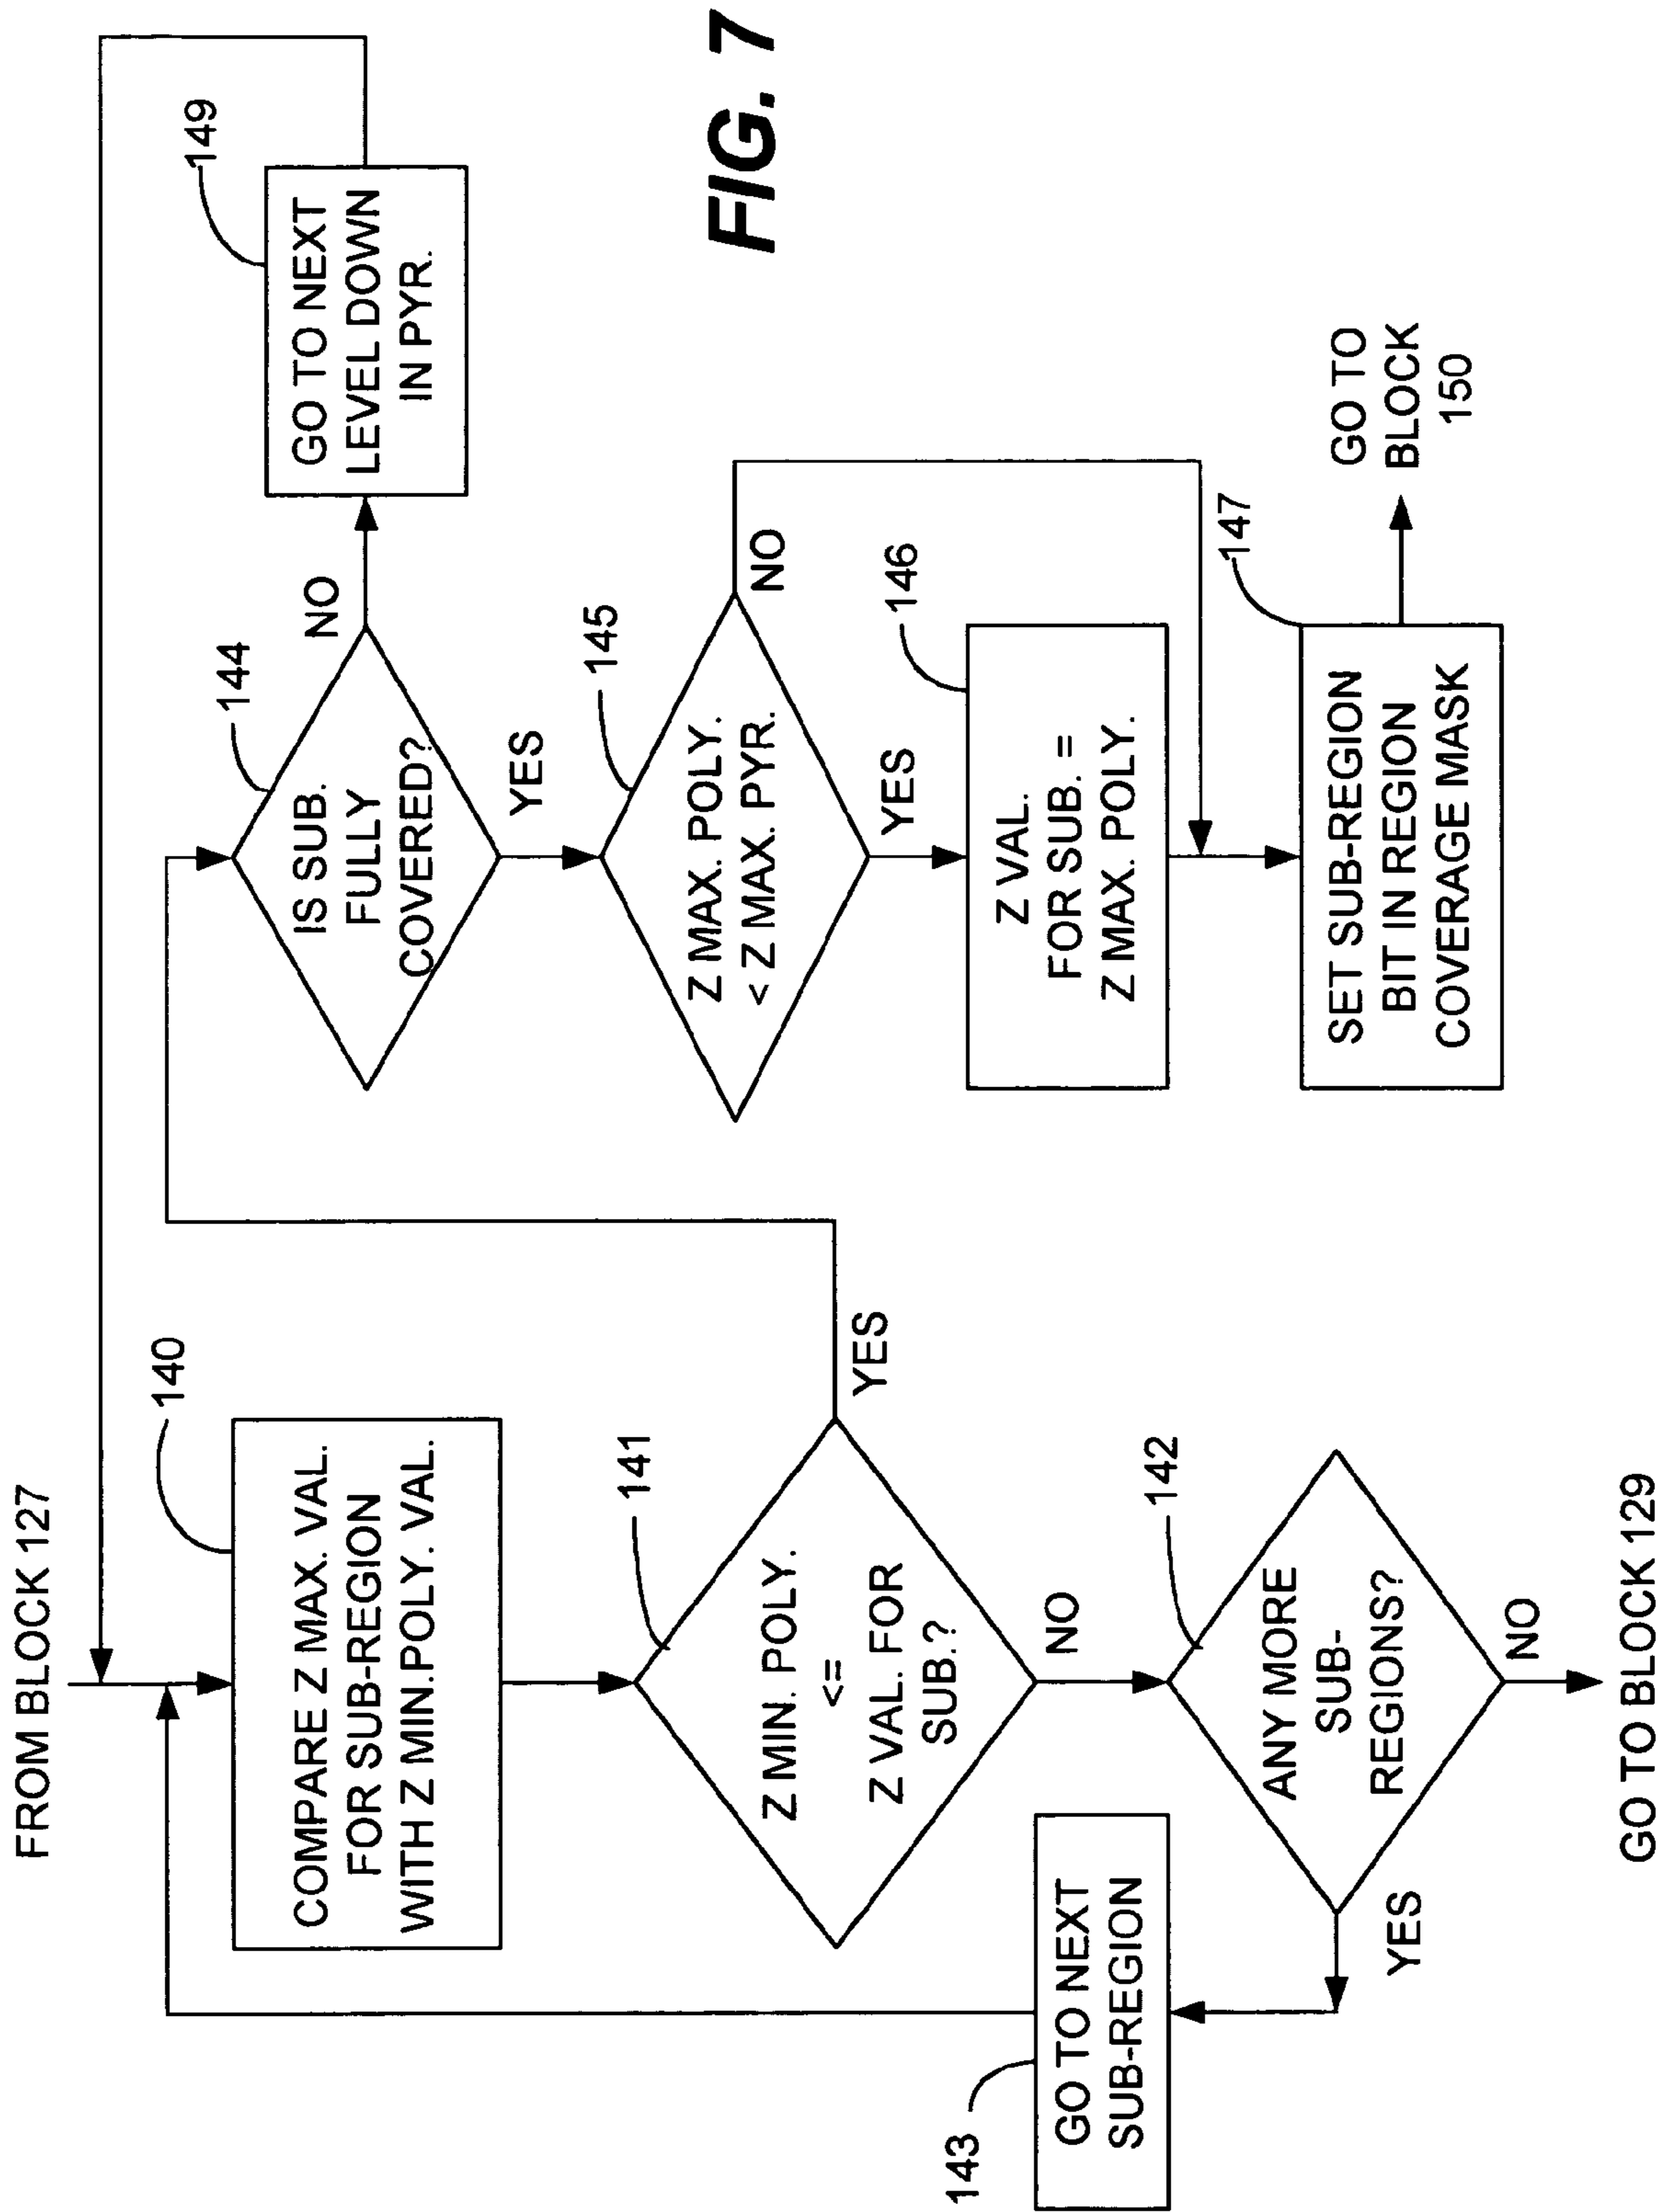 FROM BLOCK 127
140
COMPARE Z MAX. VAL.
FOR SUB-REGION
WITH Z MIN.POLY. VAL.
141
Z MIN. POLY.
<=
Z VAL. FOR
SUB.?
YES
NO
142
ANY MORE
SUB-
REGIONS?
YES
NO
143
GO TO NEXT
SUB-REGION
GO TO BLOCK 129
144
IS SUB.
FULLY
COVERED?
NO
YES
149
GO TO NEXT
LEVEL DOWN
IN PYR.
145
Z MAX. POLY.
< Z MAX. PYR.
NO
YES
146
Z VAL.
FOR SUB. =
Z MAX. POLY.
147
SET SUB-REGION
BIT IN REGION
COVERAGE MASK
GO TO
BLOCK
150
FIG. 7